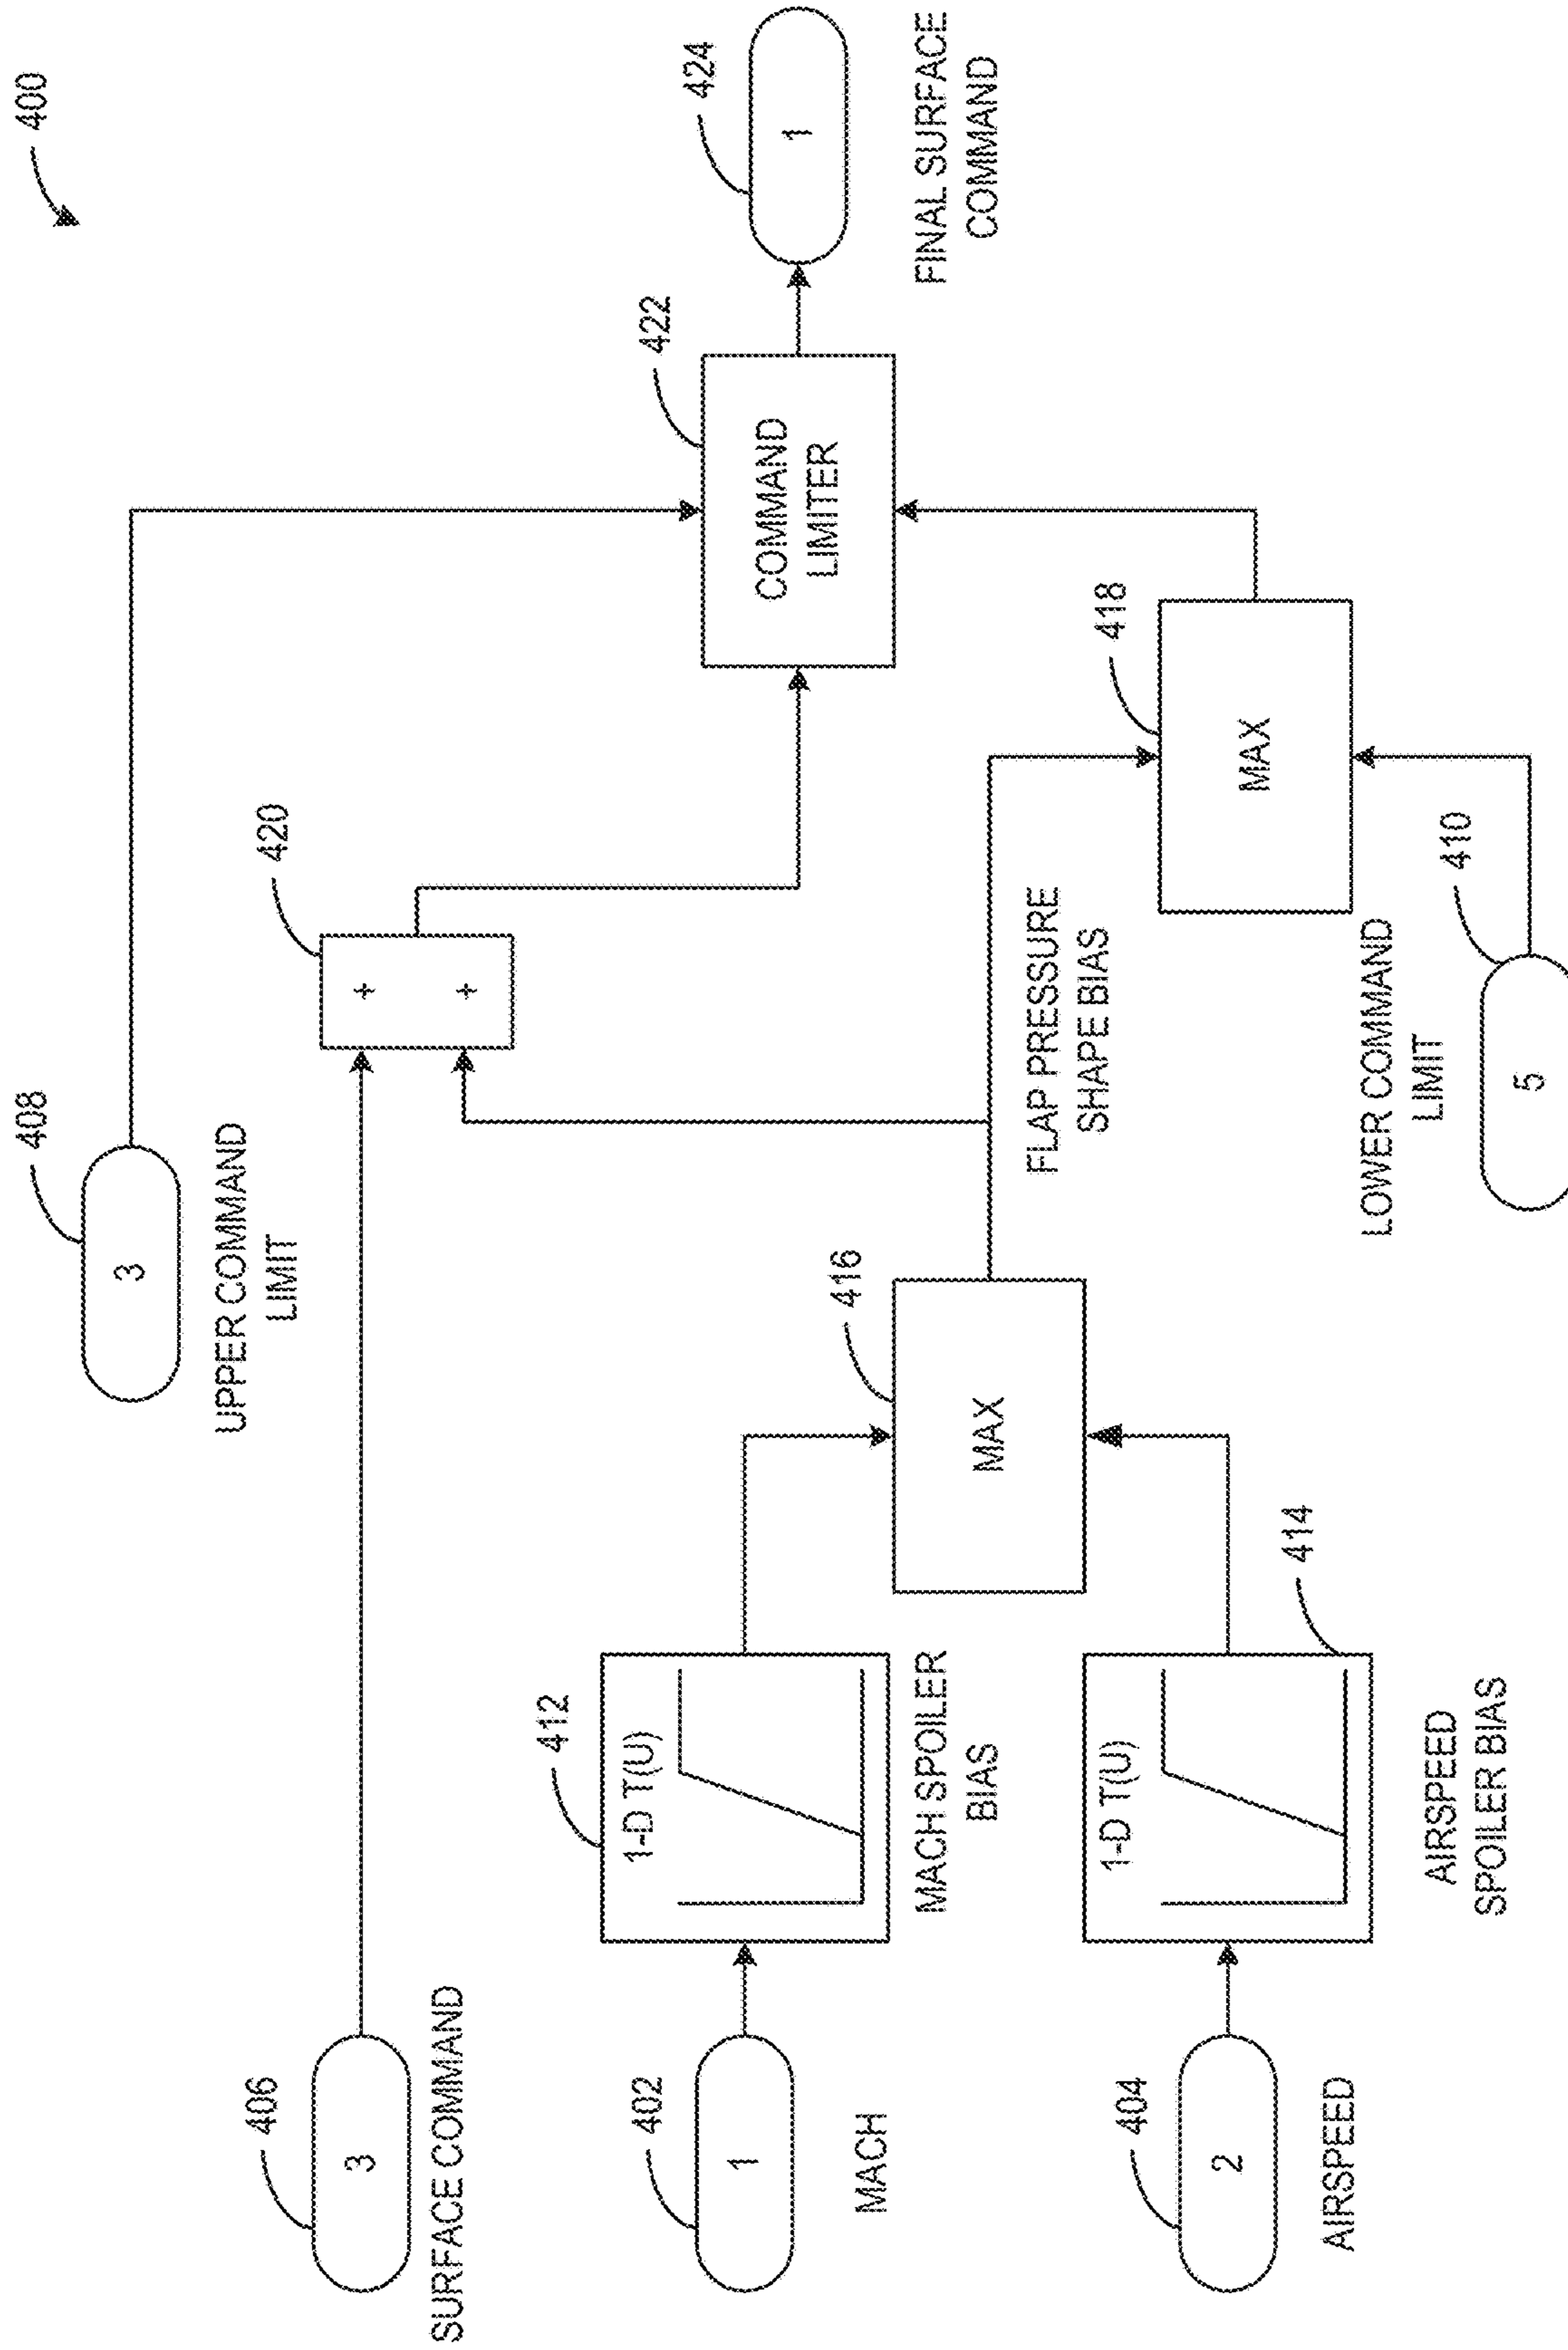 400
408
3
UPPER COMMAND
LIMIT
406
3
SURFACE COMMAND
420
+
+
402
1
MACH
412
1-D T(U)
MACH SPOILER
BIAS
404
2
AIRSPEED
414
1-D T(U)
AIRSPEED
SPOILER BIAS
416
MAX
FLAP PRESSURE
SHAPE BIAS
418
MAX
LOWER COMMAND
LIMIT
410
5
422
COMMAND
LIMITER
424
1
FINAL SURFACE
COMMAND